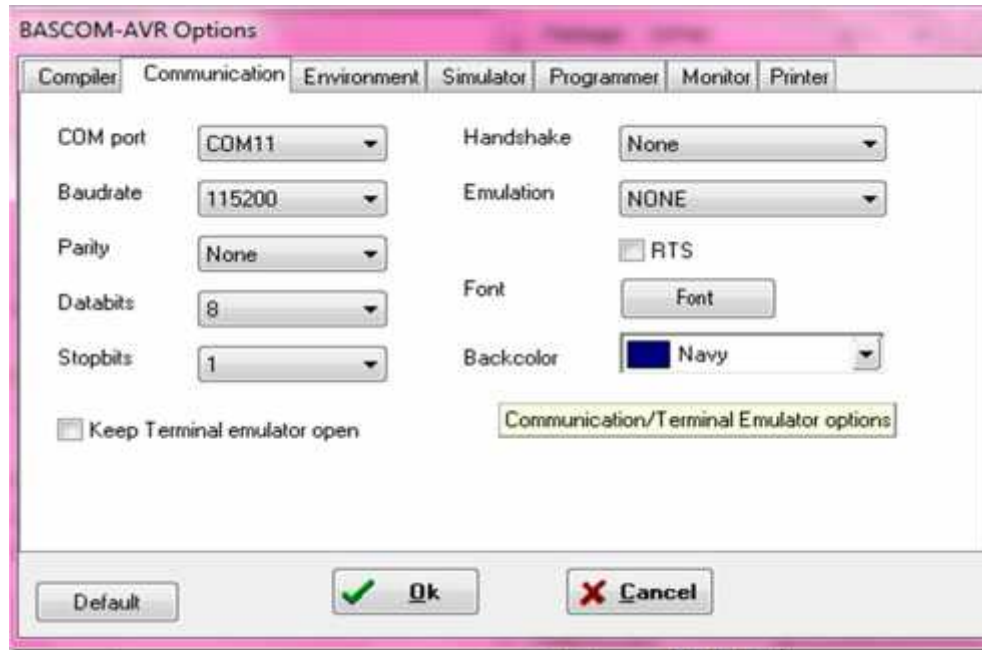 BASCOM-AVR Options
Compiler Communication Environment Simulator Programmer Monitor Printer
COM port COM11 Handshake None
Baudrate 115200 Emulation NONE
Parity None RTS
Databits 8 Font Font
Stopbits 1 Backcolor Navy
Keep Terminal emulator open Communication/Terminal Emulator options
Default Ok Cancel